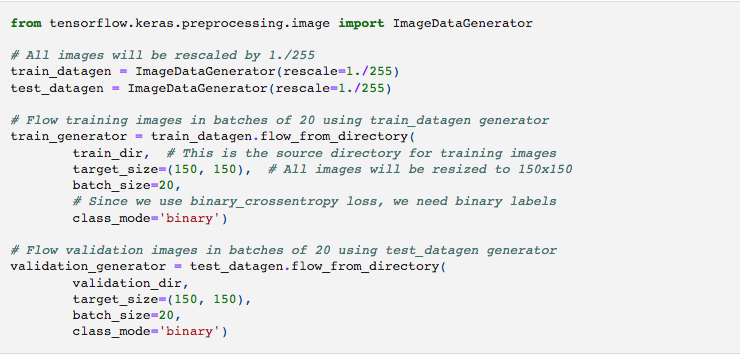 from tensorflow.keras.preprocessing.image import ImageDataGenerator
# All images will be rescaled by 1./255
train_datagen = ImageDataGenerator(rescale=1./255)
test_datagen = ImageDataGenerator(rescale=1./255)
# Flow training images in batches of 20 using train_datagen generator
train_generator = train_datagen.flow_from_directory(
        train_dir,  # This is the source directory for training images
        target_size=(150, 150),  # All images will be resized to 150x150
        batch_size=20,
        # Since we use binary_crossentropy loss, we need binary labels
        class_mode='binary')
# Flow validation images in batches of 20 using test_datagen generator
validation_generator = test_datagen.flow_from_directory(
        validation_dir,
        target_size=(150, 150),
        batch_size=20,
        class_mode='binary')